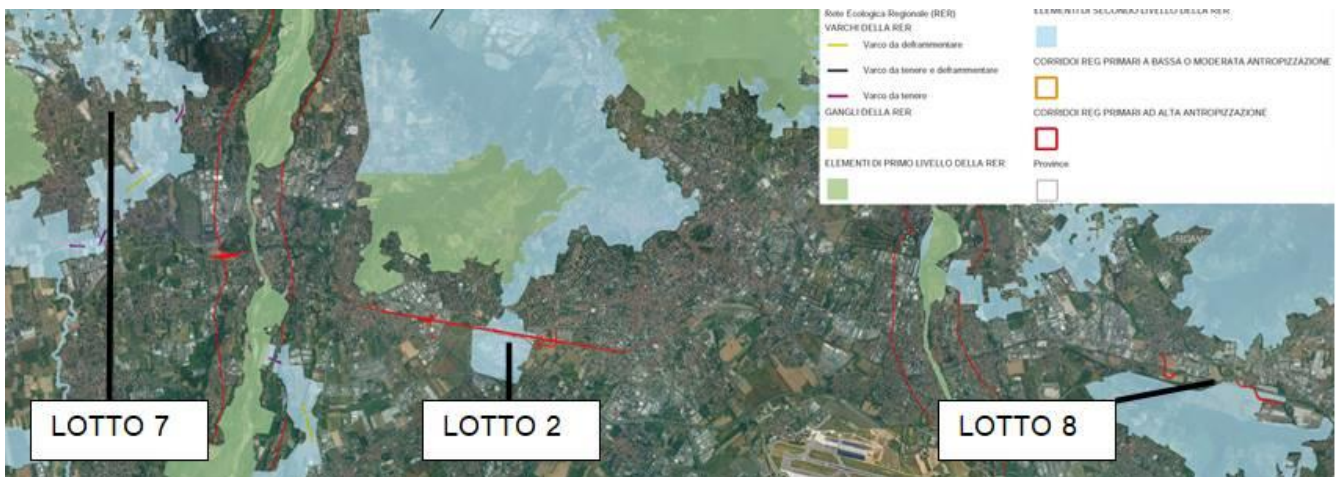 Rete Ecologica Regionale (RER)
VARCHI DELLA RER
Varco da deframmentare
Varco da tenere e deframmentare
Varco da tenere
GANGLI DELLA RER
ELEMENTI DI PRIMO LIVELLO DELLA RER
ELEMENTI DI SECONDO LIVELLO DELLA RER
CORRIDOI REG PRIMARI A BASSA O MODERATA ANTROPIZZAZIONE
CORRIDOI REG PRIMARI AD ALTA ANTROPIZZAZIONE
Province
LOTTO 7
LOTTO 2
LOTTO 8